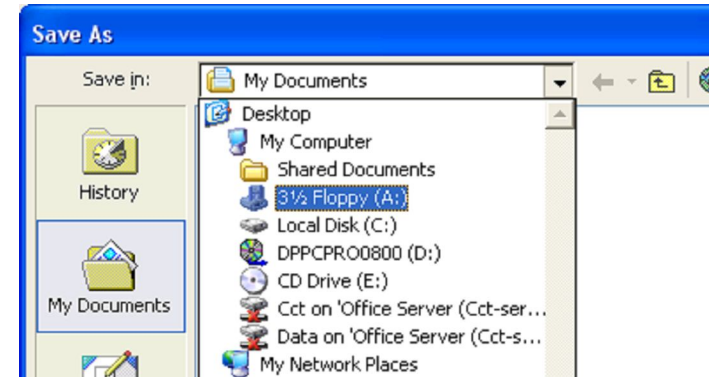 Save As
Save in:
My Documents
Desktop
My Computer
Shared Documents
3½ Floppy (A:)
Local Disk (C:)
DPPCPRO0800 (D:)
CD Drive (E:)
Cct on 'Office Server (Cct-ser...
Data on 'Office Server (Cct-s...
My Network Places
History
My Documents